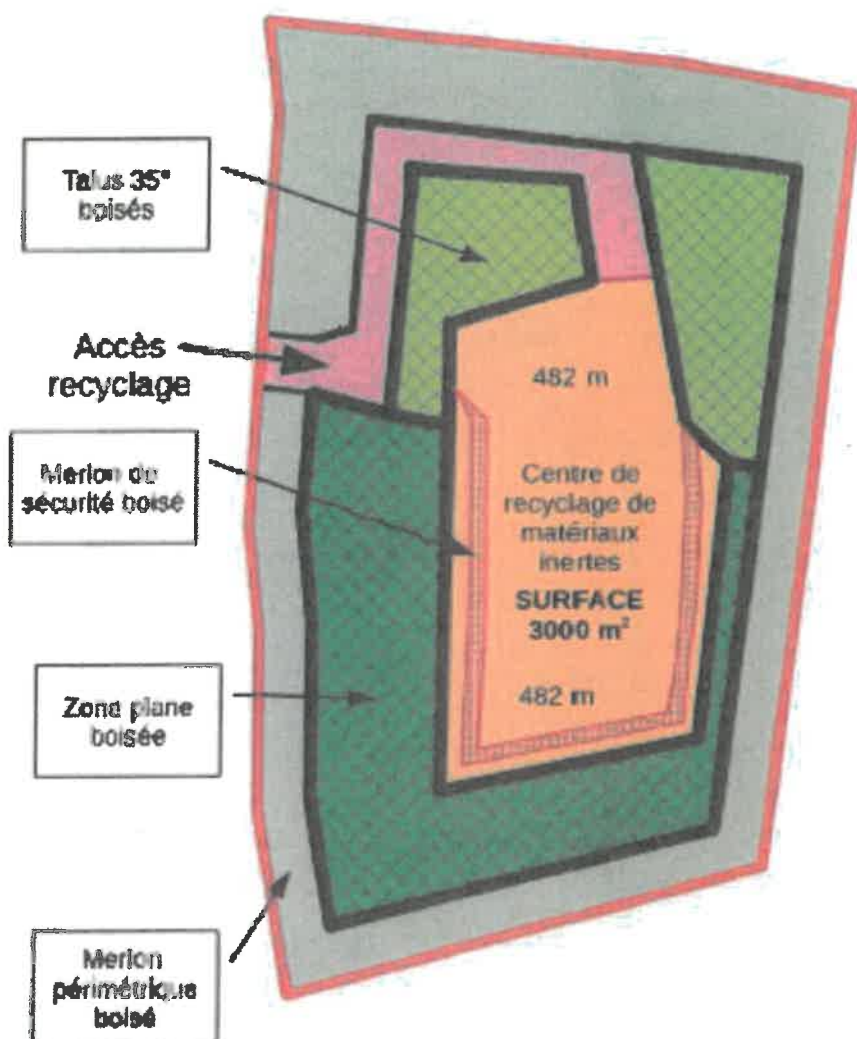 Talus 35°
boisés
Accès
recyclage
482 m
Merlon de
sécurité boisé
Centre de
recyclage de
matériaux
inertes
SURFACE
3000 m²
Zone plane
boisée
482 m
Merlon
périmétrique
boisé